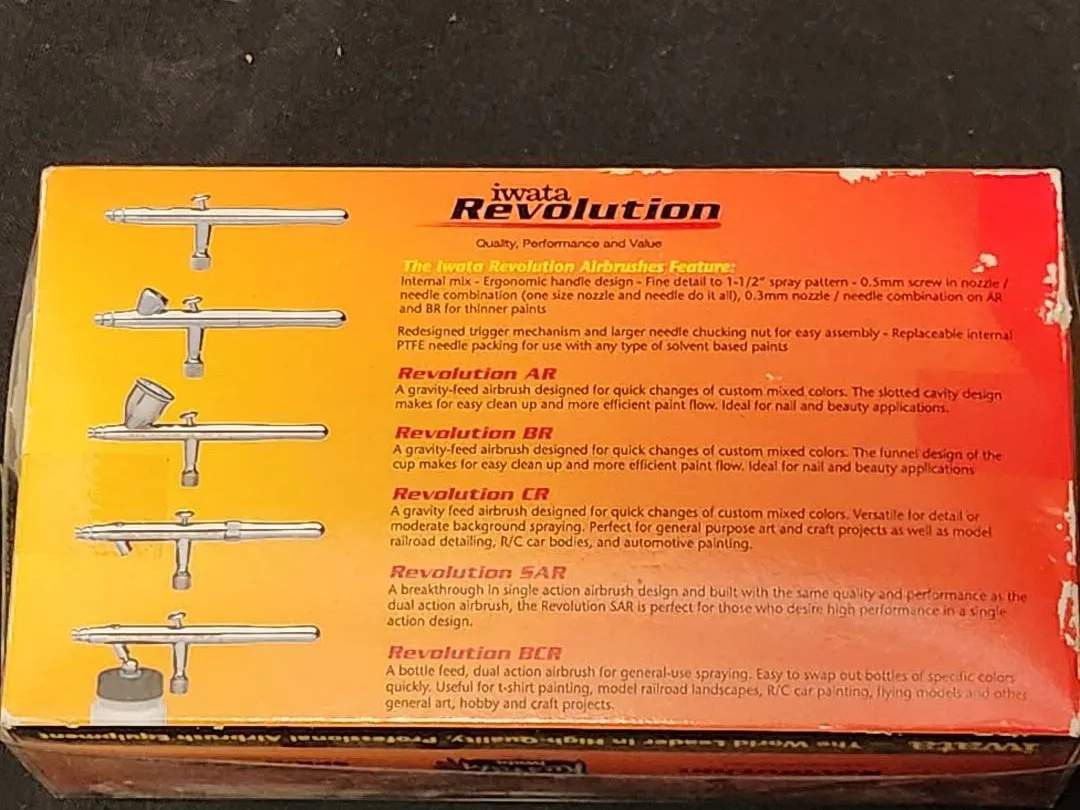 iwata
Revolution
Quality, Performance and Value
The Iwata Revolution Airbrushes Feature:
Internal mix - Ergonomic handle design - Fine detail to 1-1/2" spray pattern - 0.5mm screw in nozzle /
needle combination (one size nozzle and needle do it all), 0.3mm nozzle / needle combination on AR
and BR for thinner paints
Redesigned trigger mechanism and larger needle chucking nut for easy assembly - Replaceable internal
PTFE needle packing for use with any type of solvent based paints
Revolution AR
A gravity-feed airbrush designed for quick changes of custom mixed colors. The slotted cavity design
makes for easy clean up and more efficient paint flow. Ideal for nail and beauty applications.
Revolution BR
A gravity-feed airbrush designed for quick changes of custom mixed colors. The funnel design of the
cup makes for easy clean up and more efficient paint flow. Ideal for nail and beauty applications
Revolution CR
A gravity feed airbrush designed for quick changes of custom mixed colors. Versatile for detail or
moderate background spraying. Perfect for general purpose art and craft projects as well as model
railroad detailing, R/C car bodies, and automotive painting.
Revolution SAR
A breakthrough in single action airbrush design and built with the same quality and performance as the
dual action airbrush, the Revolution SAR is perfect for those who desire high performance in a single
action design.
Revolution BCR
A bottle feed, dual action airbrush for general-use spraying. Easy to swap out bottles of specific colors
quickly. Useful for t-shirt painting, model railroad landscapes, R/C car painting, flying models and other
general art, hobby and craft projects.
iwata The World Leader in High-Quality, Professional Airbrush Equipment